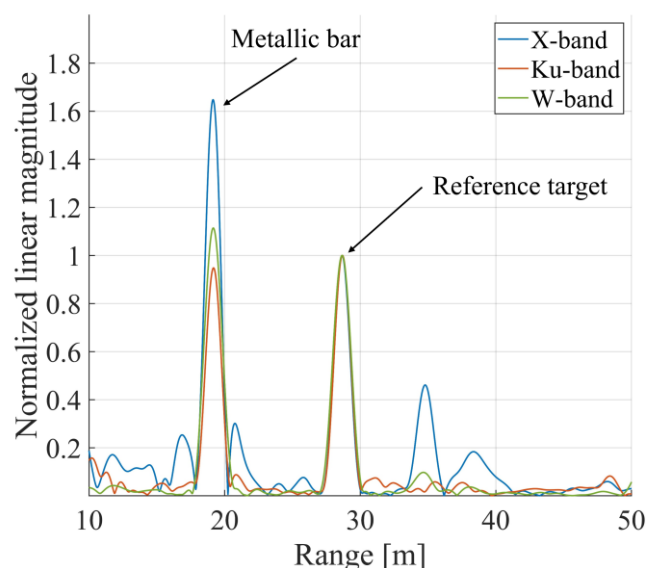 Metallic bar
X-band
Ku-band
W-band
Reference target
Normalized linear magnitude
1.8
1.6
1.4
1.2
1
0.8
0.6
0.4
0.2
10 20 30 40 50
Range [m]